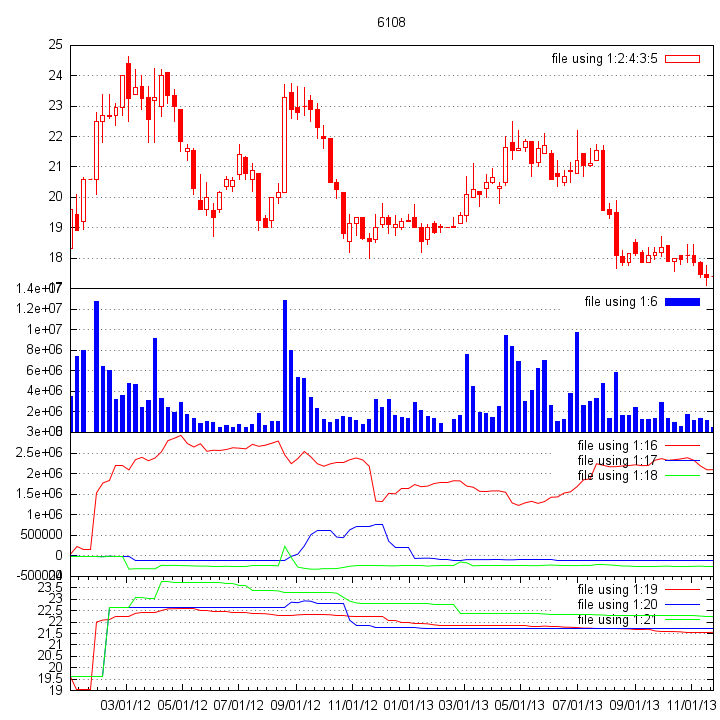 6108
25
file using 1:2:4:3:5
24
23
22
21
20
19
18
17
1.4e+07
file using 1:6
1.2e+07
1e+07
8e+06
6e+06
4e+06
2e+06
0
3e+06
file using 1:16
2.5e+06
file using 1:17
2e+06
file using 1:18
1.5e+06
1e+06
500000
0
-500000
24
23.5
file using 1:19
23
file using 1:20
22.5
file using 1:21
22
21.5
21
20.5
20
19.5
19
03/01/12 05/01/12 07/01/12 09/01/12 11/01/12 01/01/13 03/01/13 05/01/13 07/01/13 09/01/13 11/01/13